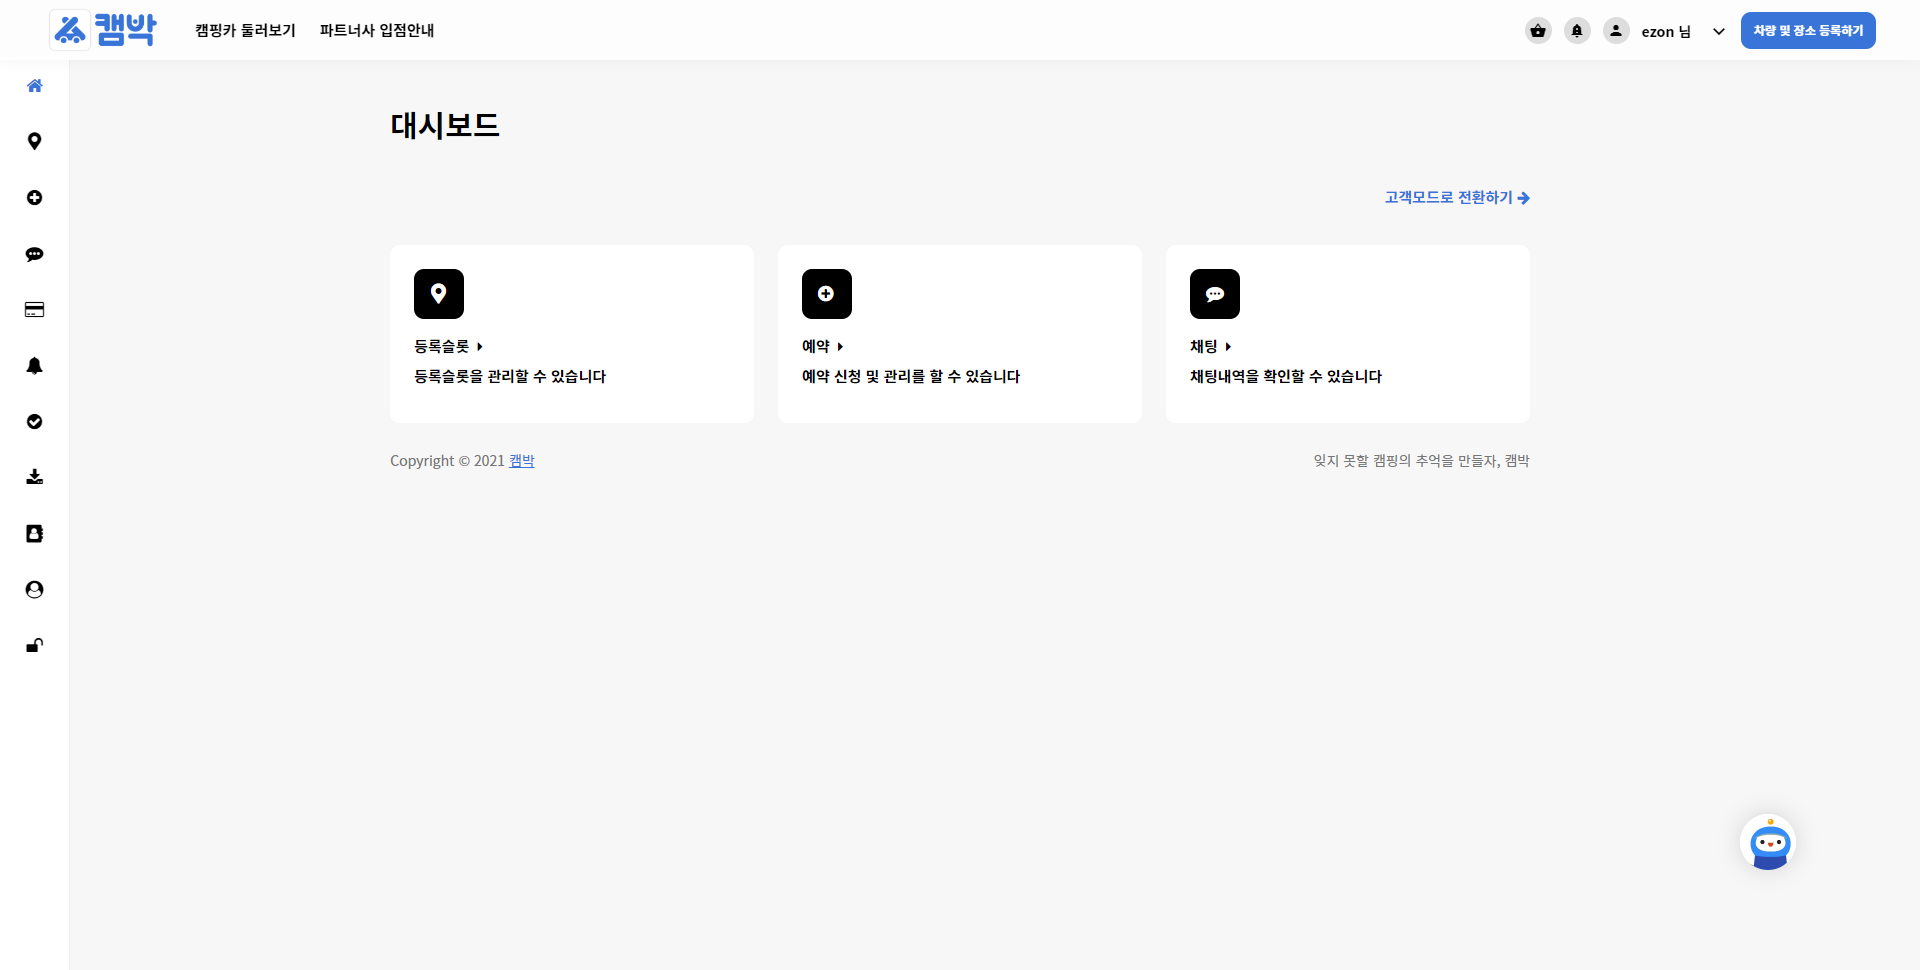 캠박
캠핑카 둘러보기
파트너사 입점안내
ezon 님
차량 및 장소 등록하기
대시보드
고객모드로 전환하기
등록슬롯
등록슬롯을 관리할 수 있습니다
예약
예약 신청 및 관리를 할 수 있습니다
채팅
채팅내역을 확인할 수 있습니다
Copyright © 2021 캠박
잊지 못할 캠핑의 추억을 만들자, 캠박